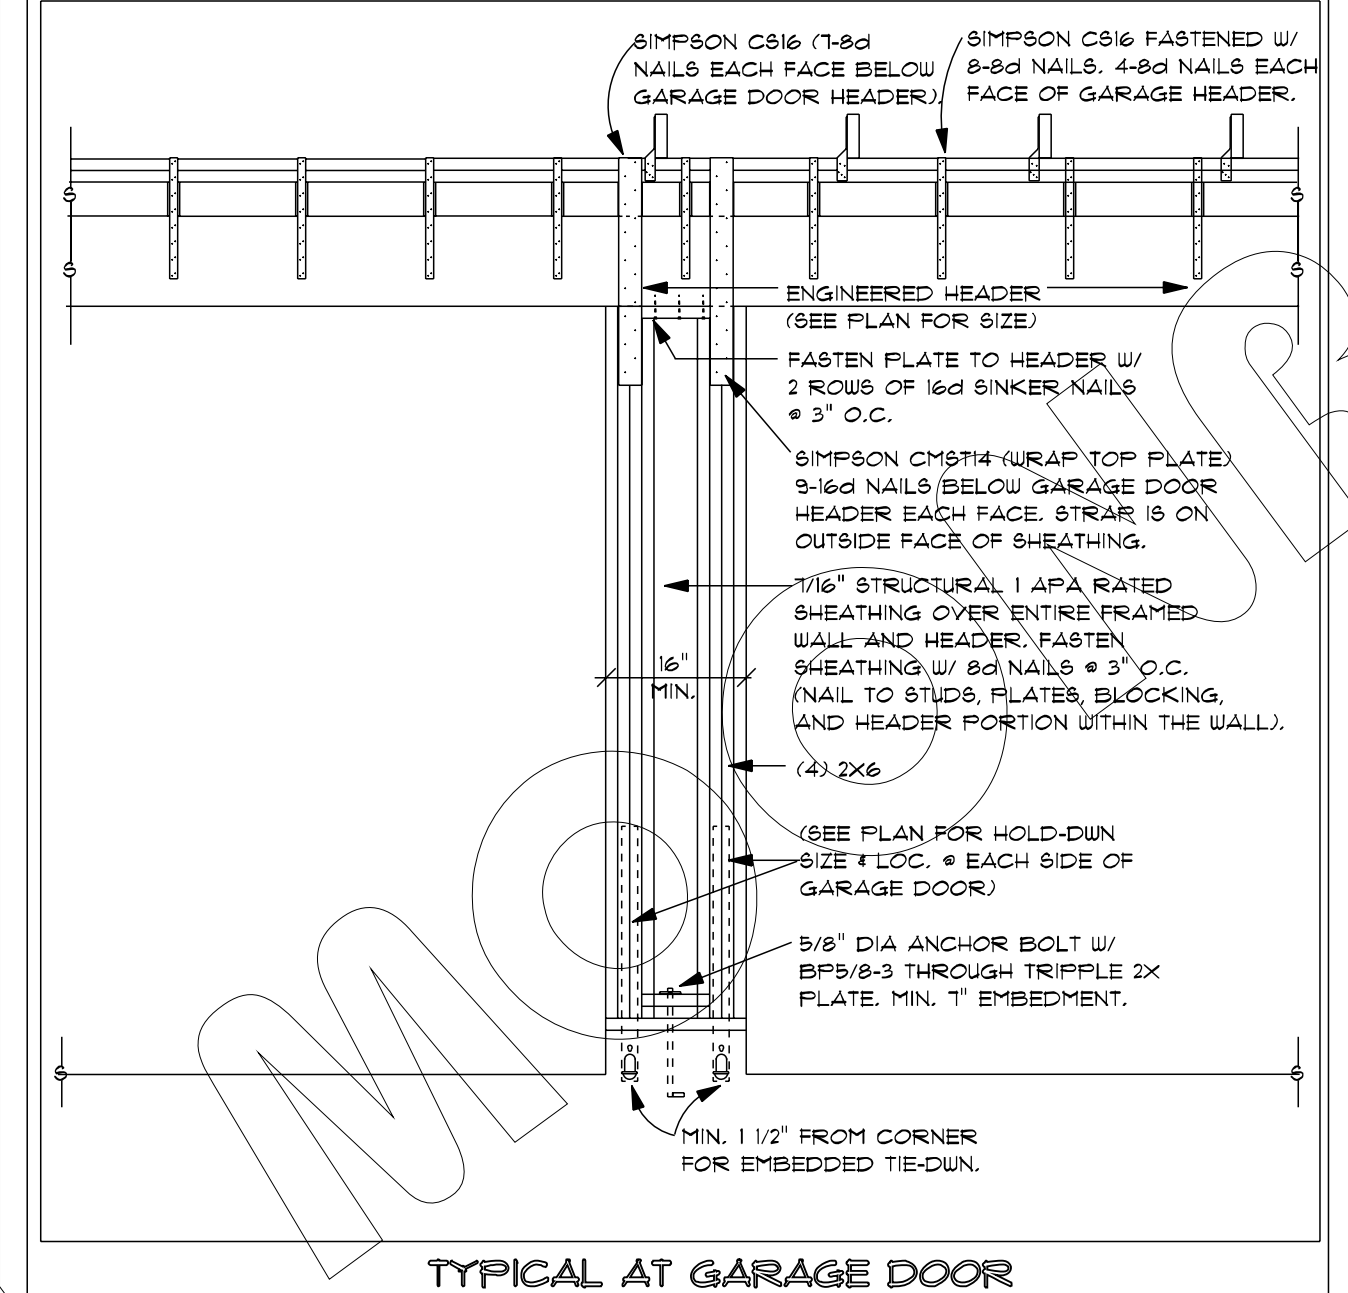 SIMPSON CS16 (7-8d
NAILS EACH FACE BELOW
GARAGE DOOR HEADER).
SIMPSON CS16 FASTENED W/
8-8d NAILS. 4-8d NAILS EACH
FACE OF GARAGE HEADER.
S
S
S
S
ENGINEERED HEADER
(SEE PLAN FOR SIZE)
FASTEN PLATE TO HEADER W/
2 ROWS OF 16d SINKER NAILS
@ 3" O.C.
SIMPSON CMST14 (WRAP TOP PLATE)
9-16d NAILS BELOW GARAGE DOOR
HEADER EACH FACE. STRAP IS ON
OUTSIDE FACE OF SHEATHING.
7/16" STRUCTURAL 1 APA RATED
SHEATHING OVER ENTIRE FRAMED
WALL AND HEADER. FASTEN
SHEATHING W/ 8d NAILS @ 3" O.C.
(NAIL TO STUDS, PLATES, BLOCKING,
AND HEADER PORTION WITHIN THE WALL).
16"
MIN.
(4) 2X6
(SEE PLAN FOR HOLD-DWN
SIZE & LOC. @ EACH SIDE OF
GARAGE DOOR)
5/8" DIA ANCHOR BOLT W/
BP5/8-3 THROUGH TRIPPLE 2X
PLATE. MIN. 7" EMBEDMENT.
S
S
MIN. 1 1/2" FROM CORNER
FOR EMBEDDED TIE-DWN.
TYPICAL AT GARAGE DOOR